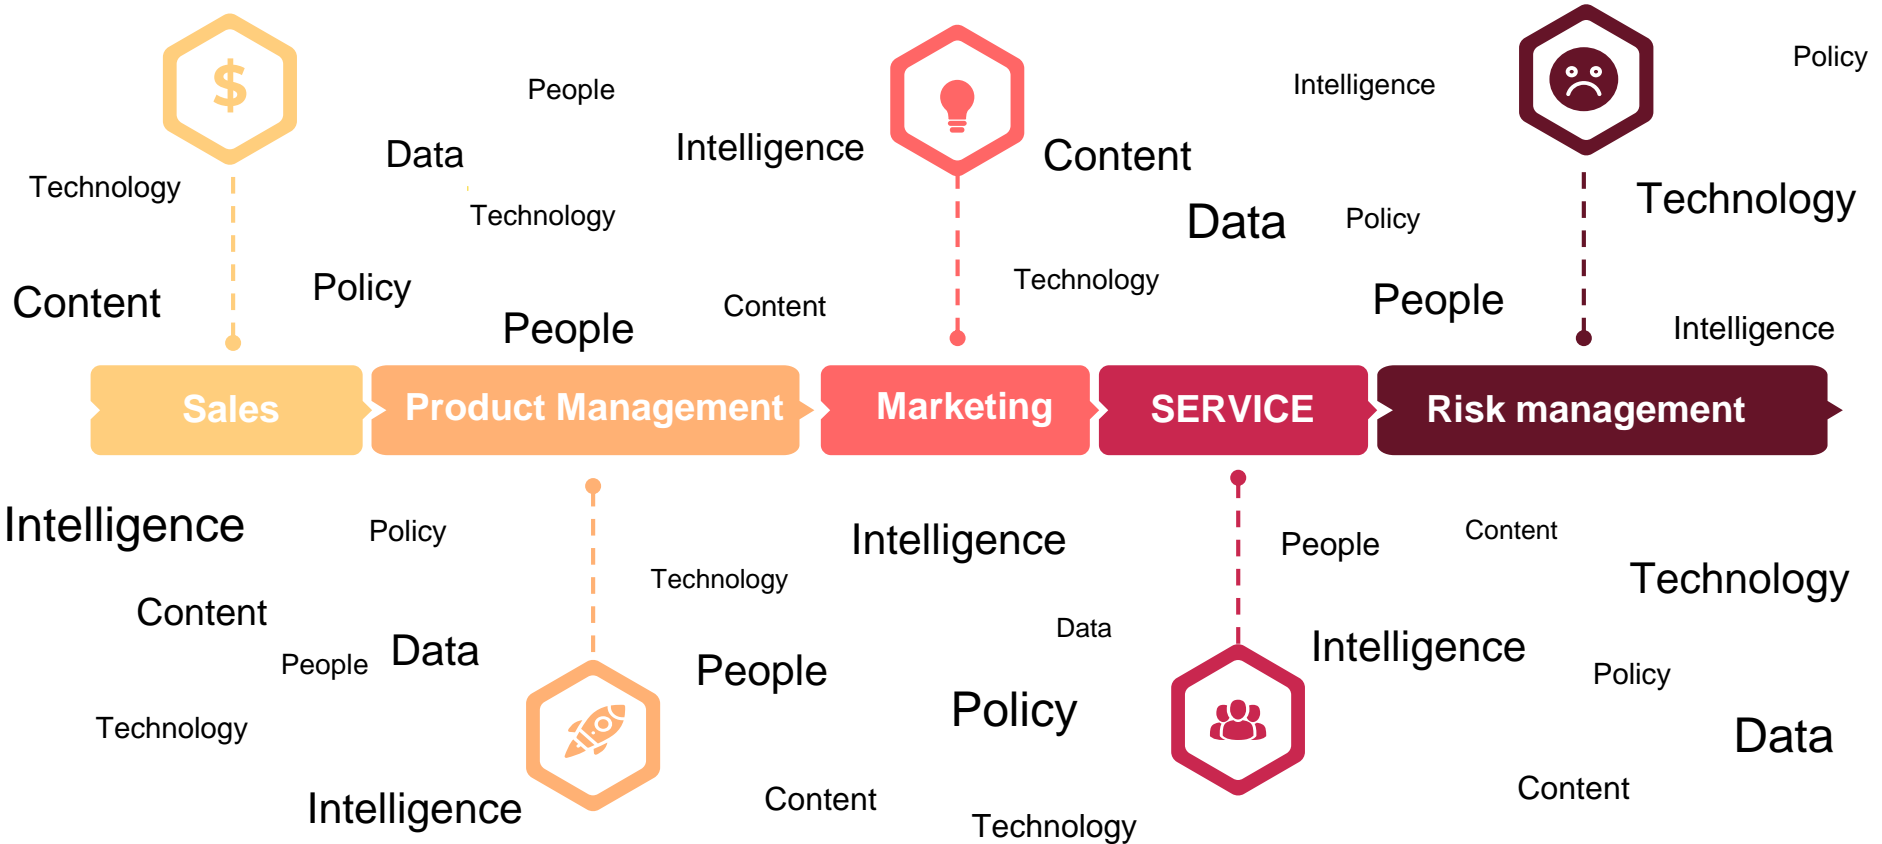 $
Policy
Intelligence
People
Data
Intelligence
Content
Technology
Technology
Technology
Data
Policy
Technology
Policy
Content
People
Content
People
Intelligence
Sales
Product Management
Marketing
SERVICE
Risk management
Intelligence
Policy
Intelligence
People
Content
Technology
Technology
Content
Data
People
Data
People
Intelligence
Policy
Technology
Policy
Data
Intelligence
Content
Technology
Content